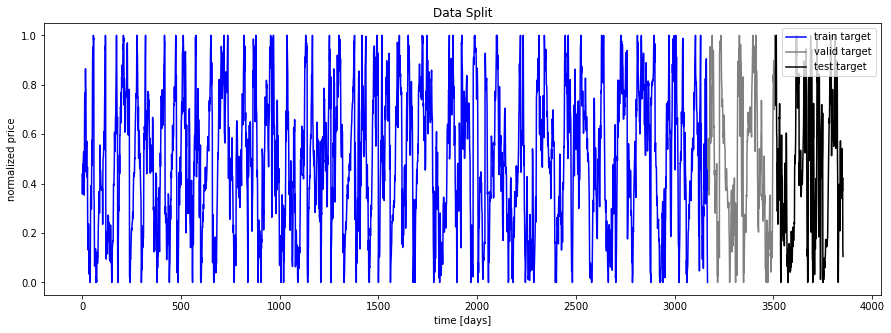 Data Split
normalized price
1.0
0.8
0.6
0.4
0.2
0.0
train target
valid target
test target
0
500
1000
1500
2000
2500
3000
3500
4000
time [days]